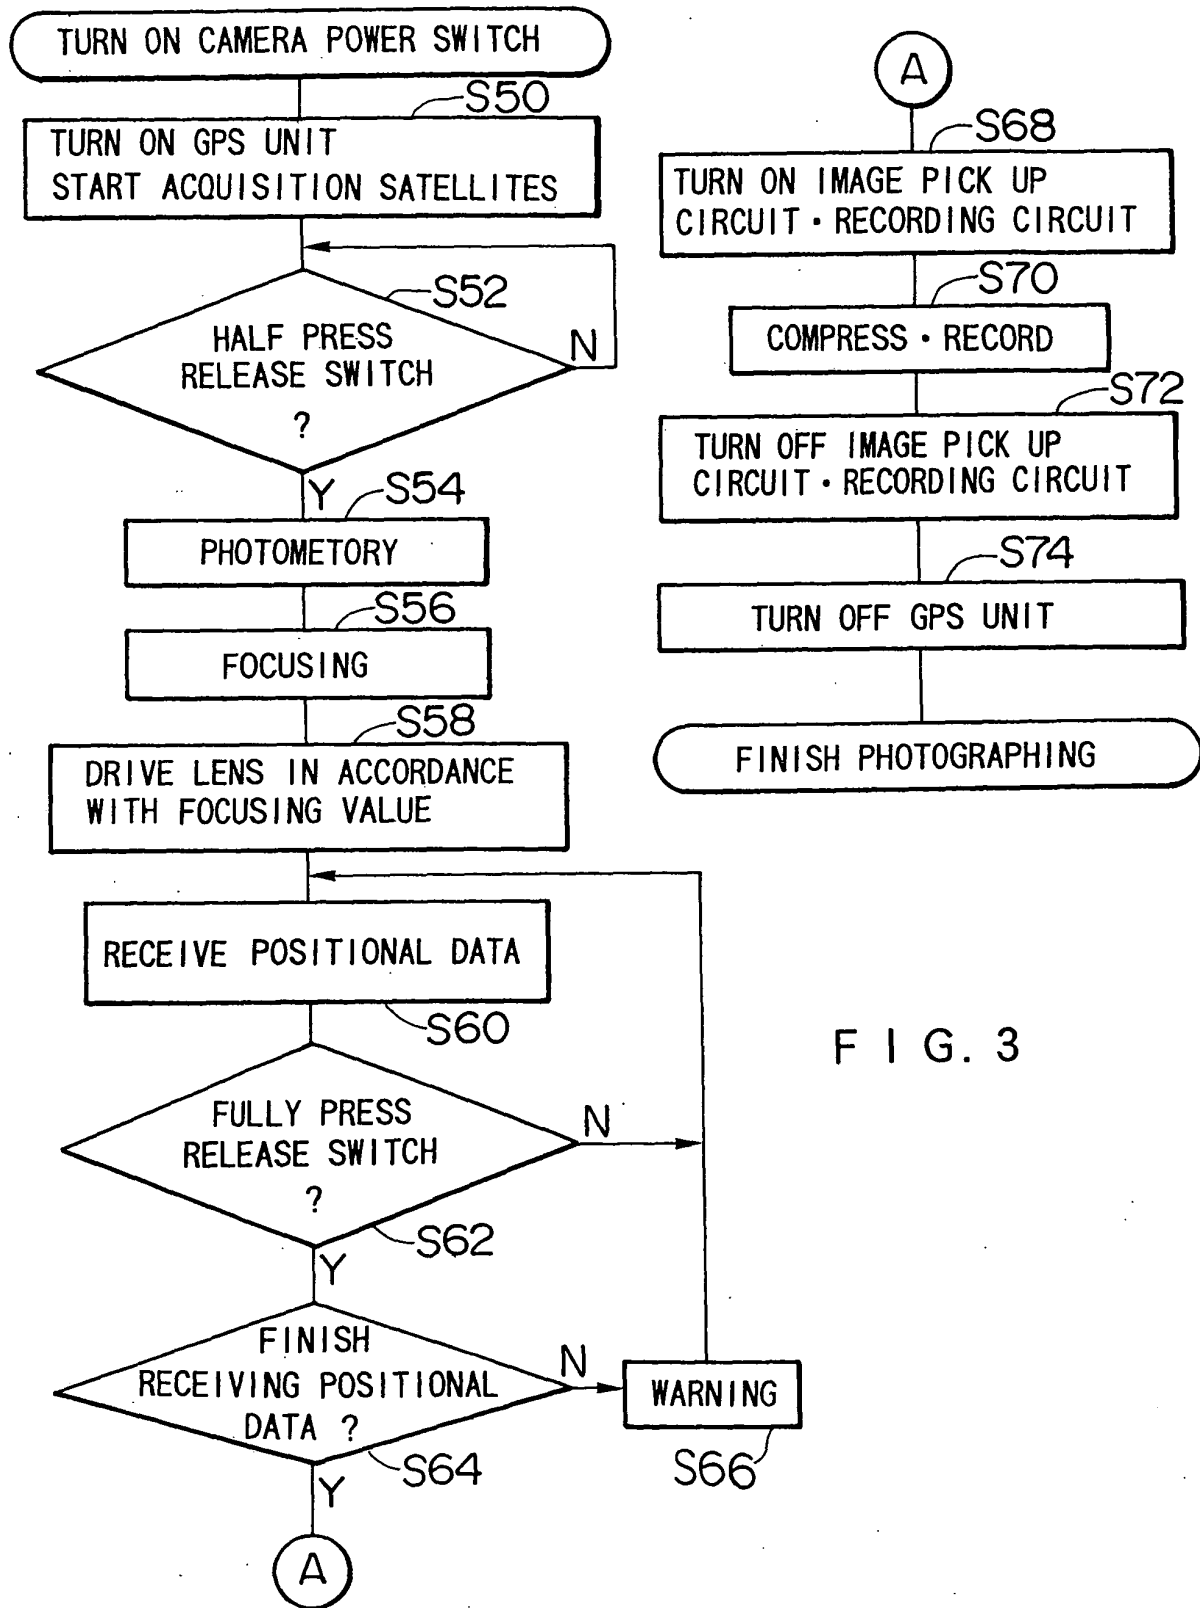 TURN ON CAMERA POWER SWITCH
S50
TURN ON GPS UNIT
START ACQUISITION SATELLITES
S52
HALF PRESS
RELEASE SWITCH
?
N
Y
S54
PHOTOMETORY
S56
FOCUSING
S58
DRIVE LENS IN ACCORDANCE
WITH FOCUSING VALUE
RECEIVE POSITIONAL DATA
S60
FULLY PRESS
RELEASE SWITCH
?
N
S62
Y
FINISH
RECEIVING POSITIONAL
DATA ?
N
WARNING
S66
S64
Y
A
A
S68
TURN ON IMAGE PICK UP
CIRCUIT・RECORDING CIRCUIT
S70
COMPRESS・RECORD
S72
TURN OFF IMAGE PICK UP
CIRCUIT・RECORDING CIRCUIT
S74
TURN OFF GPS UNIT
FINISH PHOTOGRAPHING
FIG. 3